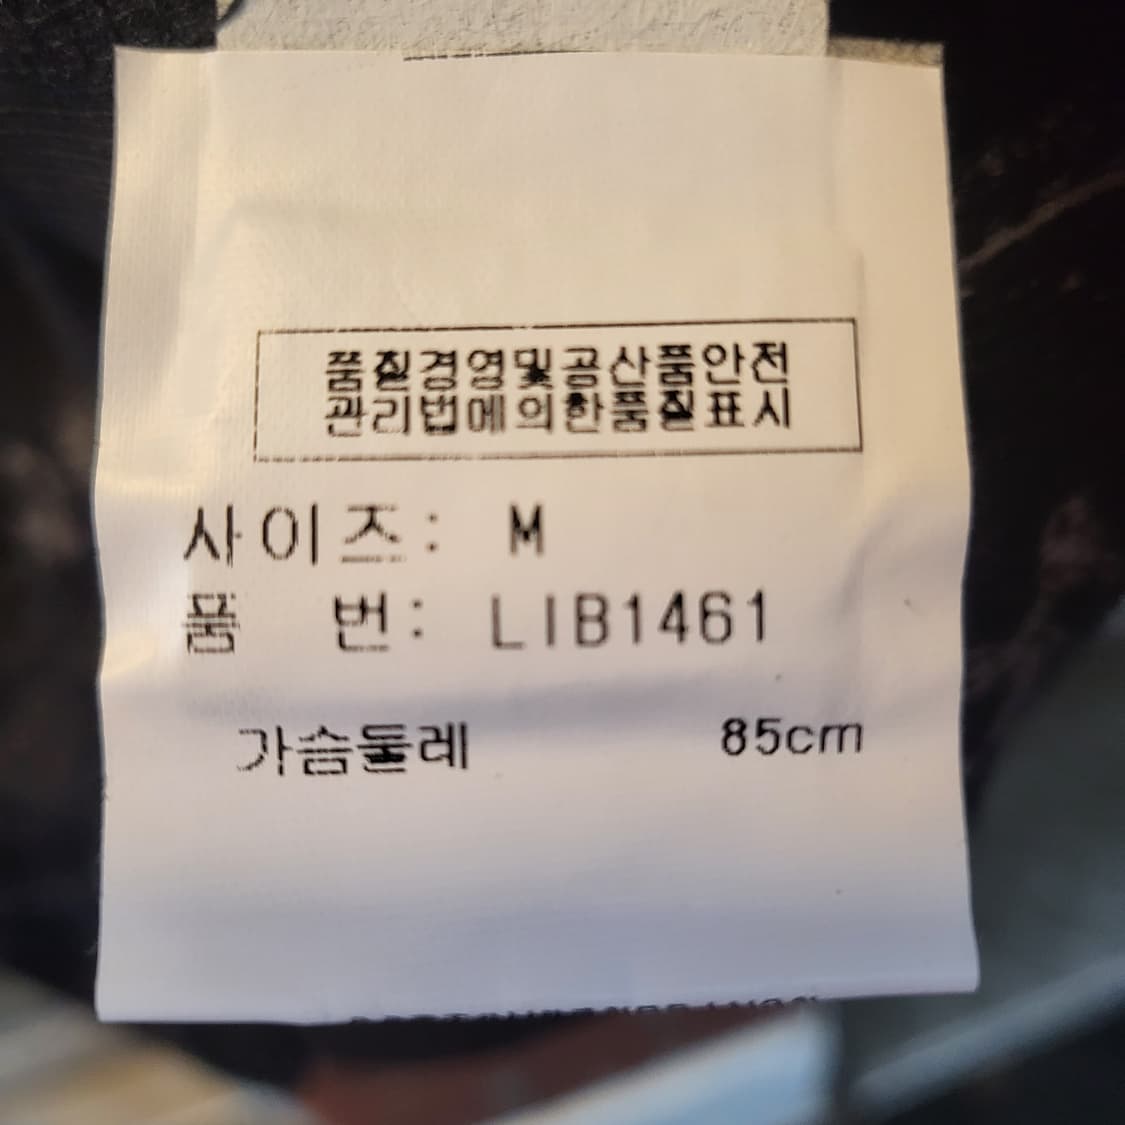 품질경영및공산품안전
관리법에의한품질표시
사이즈: M
품 번: LIB1461
가슴둘레 85cm